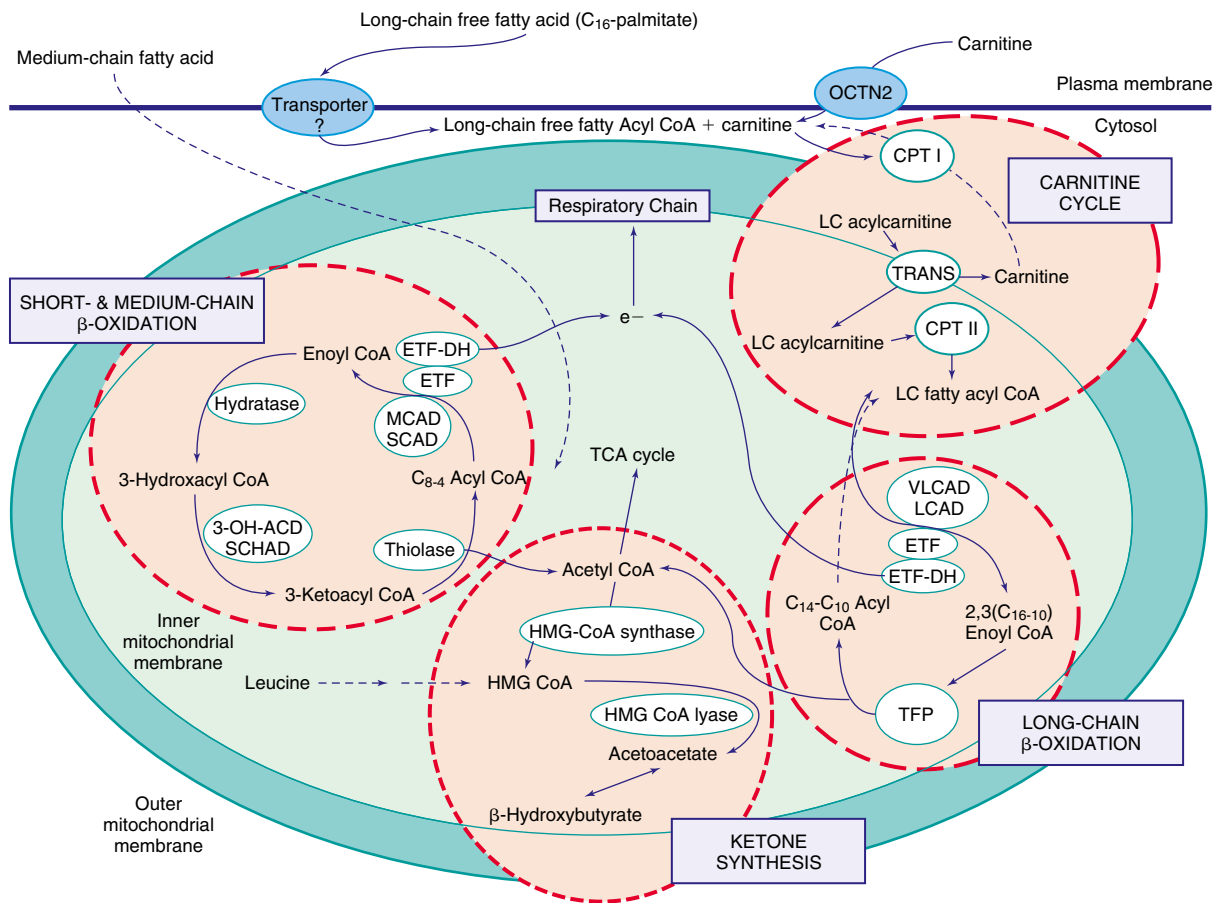 Long-chain free fatty acid (C₁₆-palmitate)
Medium-chain fatty acid
Carnitine
Plasma membrane
OCTN2
Transporter
?
Long-chain free fatty Acyl CoA + carnitine
Cytosol
CPT I
CARNITINE
CYCLE
Respiratory Chain
LC acylcarnitine
TRANS
Carnitine
SHORT- & MEDIUM-CHAIN
β-OXIDATION
e−
CPT II
LC acylcarnitine
Enoyl CoA
ETF-DH
ETF
LC fatty acyl CoA
Hydratase
MCAD
SCAD
TCA cycle
3-Hydroxacyl CoA
C₈₋₄ Acyl CoA
VLCAD
LCAD
3-OH-ACD
SCHAD
Thiolase
ETF
Acetyl CoA
ETF-DH
3-Ketoacyl CoA
C₁₄-C₁₀ Acyl
CoA
2,3(C₁₆₋₁₀)
Enoyl CoA
Inner
mitochondrial
membrane
HMG-CoA synthase
Leucine
HMG CoA
HMG CoA lyase
TFP
LONG-CHAIN
β-OXIDATION
Acetoacetate
β-Hydroxybutyrate
Outer
mitochondrial
membrane
KETONE
SYNTHESIS